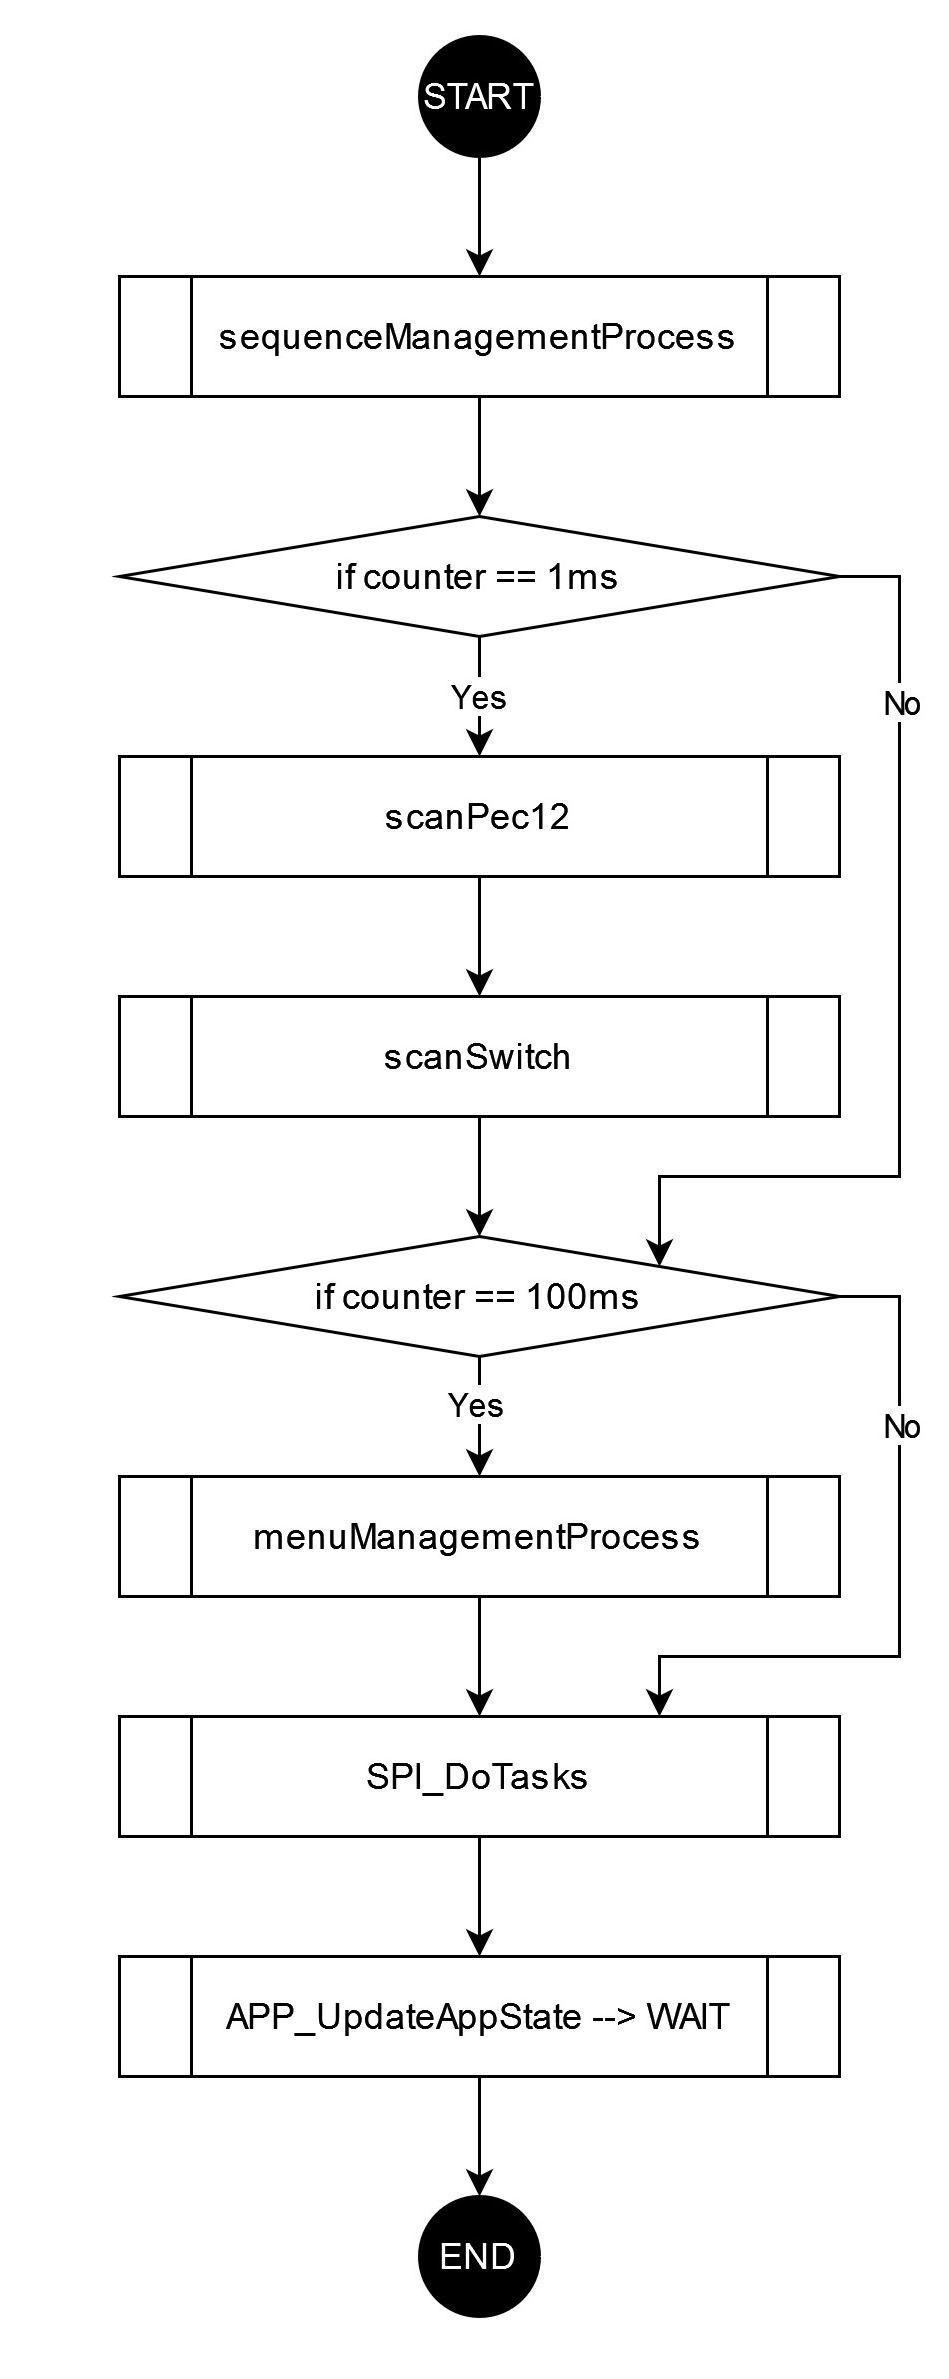 START
sequenceManagementProcess
if counter == 1ms
Yes
No
scanPec12
scanSwitch
if counter == 100ms
Yes
No
menuManagementProcess
SPI_DoTasks
APP_UpdateAppState --> WAIT
END